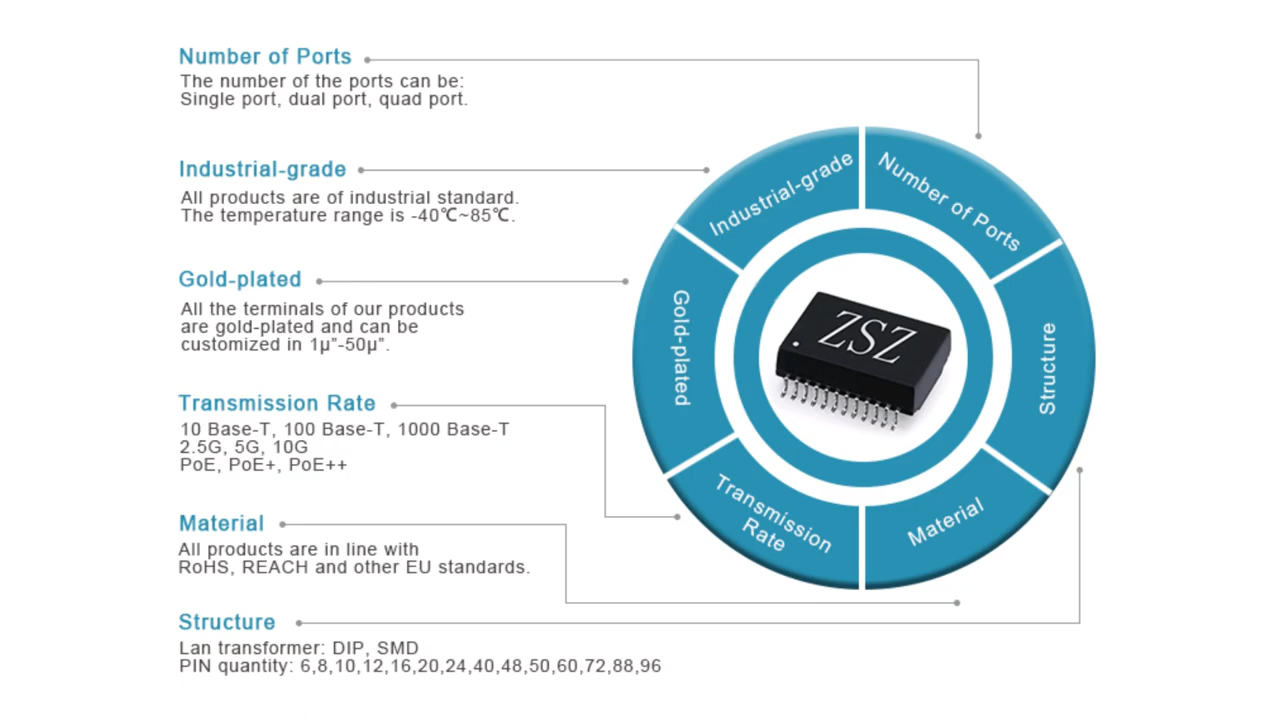 Number of Ports
The number of the ports can be:
Single port, dual port, quad port.
Industrial-grade
All products are of industrial standard.
The temperature range is -40℃~85℃.
Gold-plated
All the terminals of our products
are gold-plated and can be
customized in 1μ"-50μ".
Transmission Rate
10 Base-T, 100 Base-T, 1000 Base-T
2.5G, 5G, 10G
PoE, PoE+, PoE++
Material
All products are in line with
RoHS, REACH and other EU standards.
Structure
Lan transformer: DIP, SMD
PIN quantity: 6,8,10,12,16,20,24,40,48,50,60,72,88,96
Industrial-grade
Number of Ports
Gold-plated
Structure
Transmission
Rate
Material
ZSZ